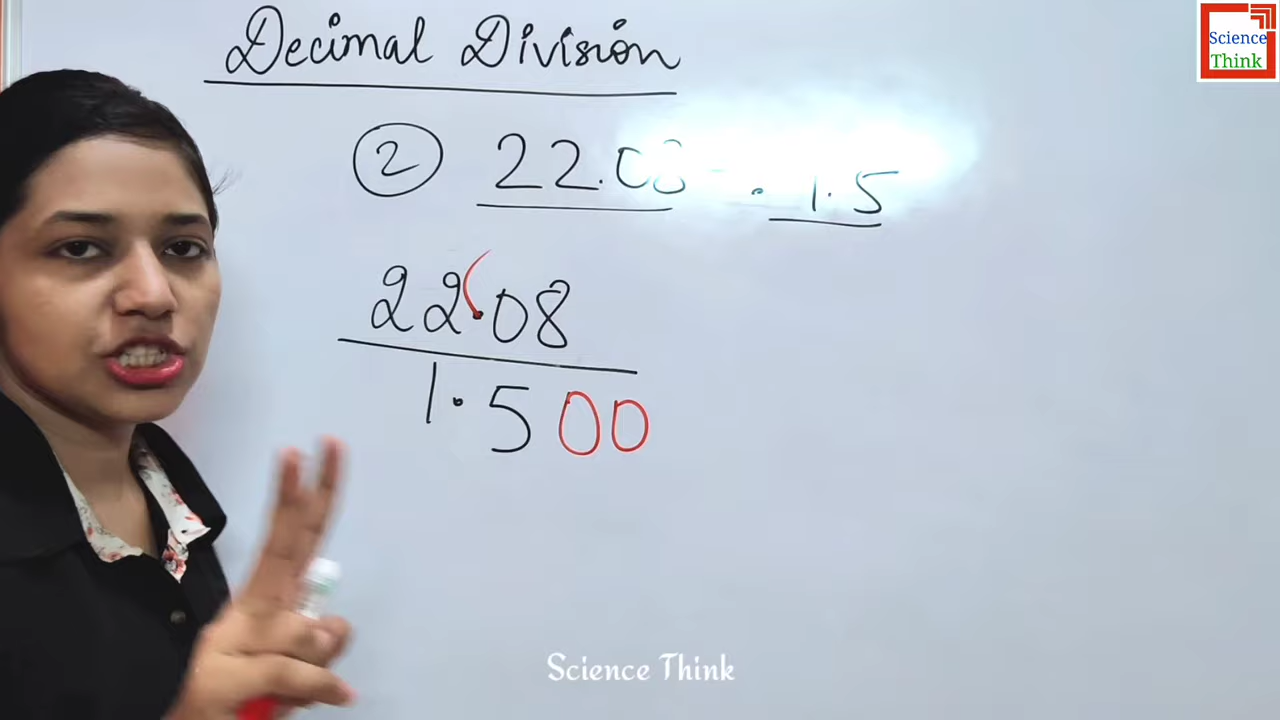 Decimal Division
Science
Think
2 22.08 ÷ 1.5
22.08
1.500
Science Think